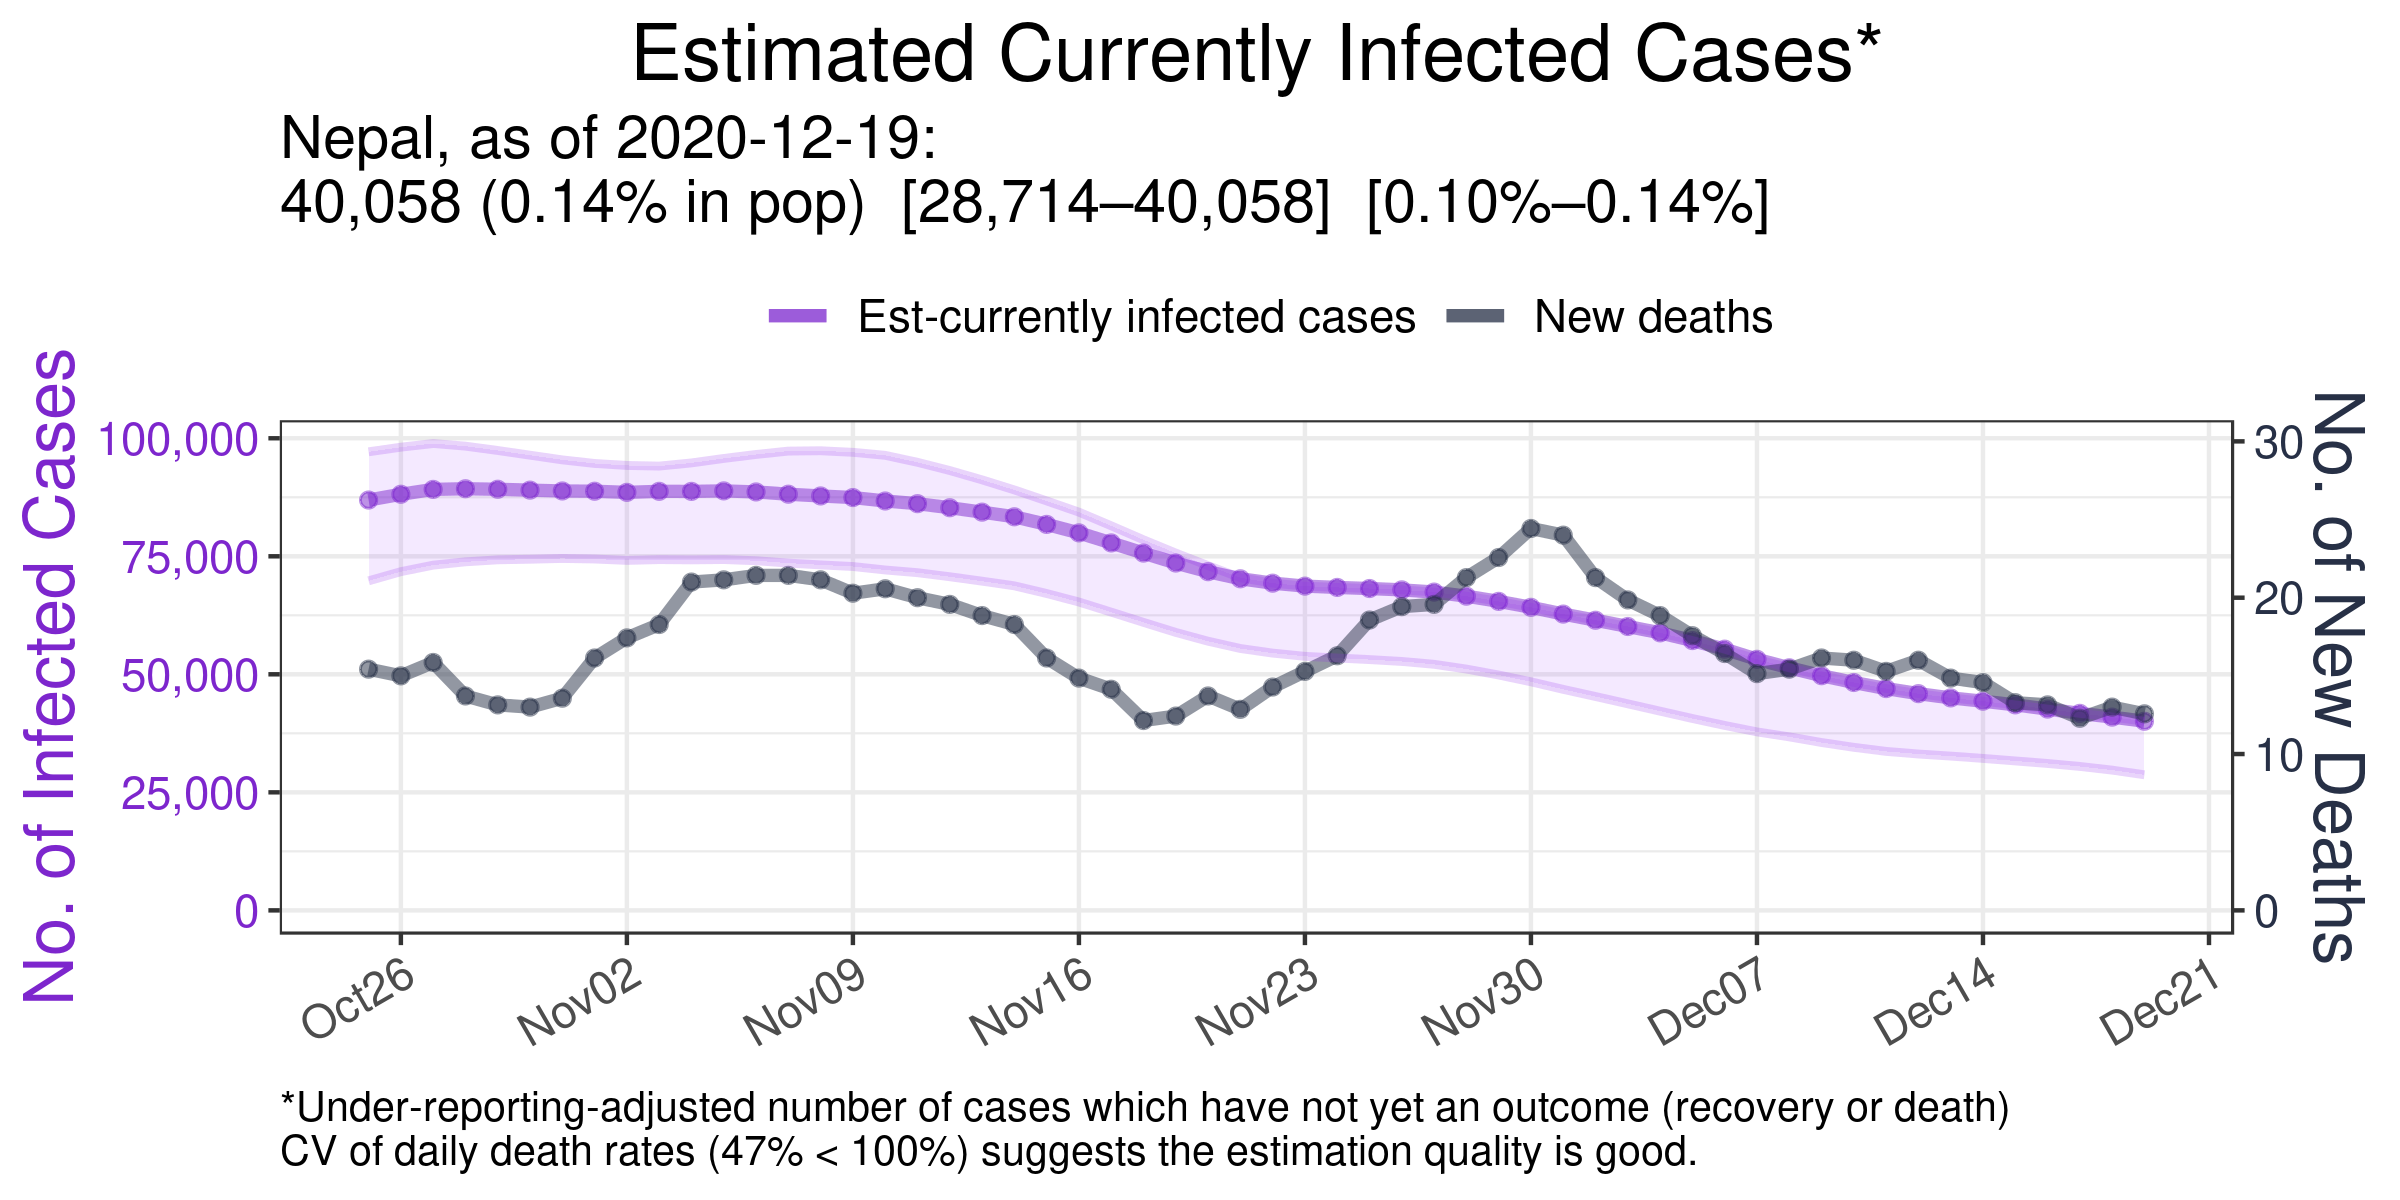 Estimated Currently Infected Cases*
Nepal, as of 2020-12-19:
40,058 (0.14% in pop)  [28,714–40,058]  [0.10%–0.14%]
Est-currently infected cases
New deaths
No. of Infected Cases
100,000
75,000
50,000
25,000
0
30
20
10
0
No. of New Deaths
Oct26
Nov02
Nov09
Nov16
Nov23
Nov30
Dec07
Dec14
Dec21
*Under-reporting-adjusted number of cases which have not yet an outcome (recovery or death)
CV of daily death rates (47% < 100%) suggests the estimation quality is good.